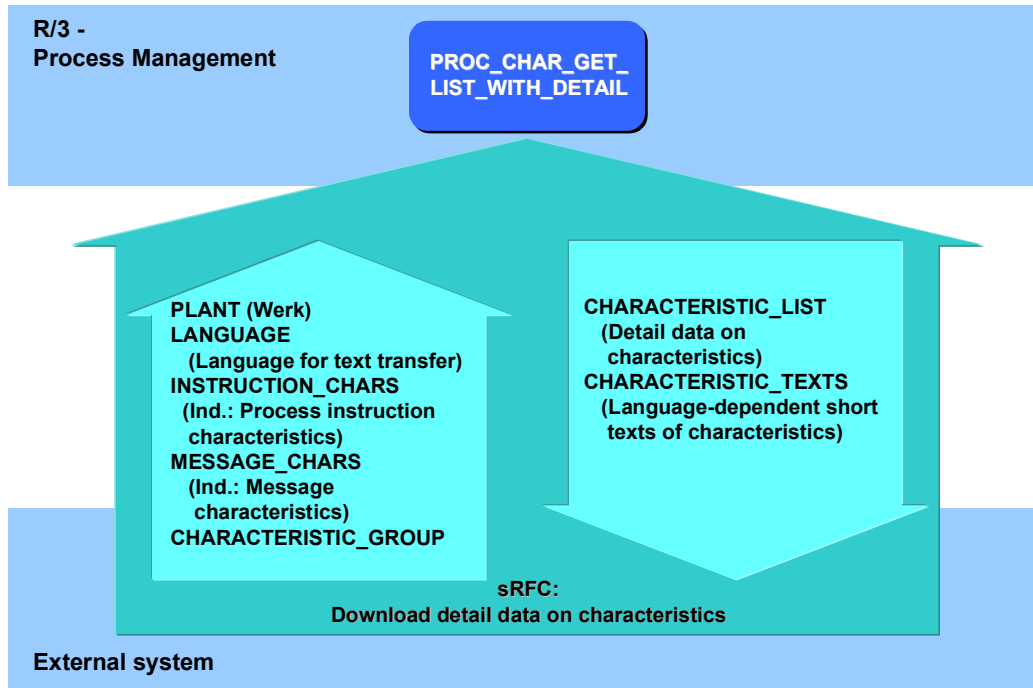 R/3 -
Process Management
PROC_CHAR_GET_
LIST_WITH_DETAIL
PLANT (Werk)
LANGUAGE
(Language for text transfer)
INSTRUCTION_CHARS
(Ind.: Process instruction
characteristics)
MESSAGE_CHARS
(Ind.: Message
characteristics)
CHARACTERISTIC_GROUP
CHARACTERISTIC_LIST
(Detail data on
characteristics)
CHARACTERISTIC_TEXTS
(Language-dependent short
texts of characteristics)
sRFC:
Download detail data on characteristics
External system